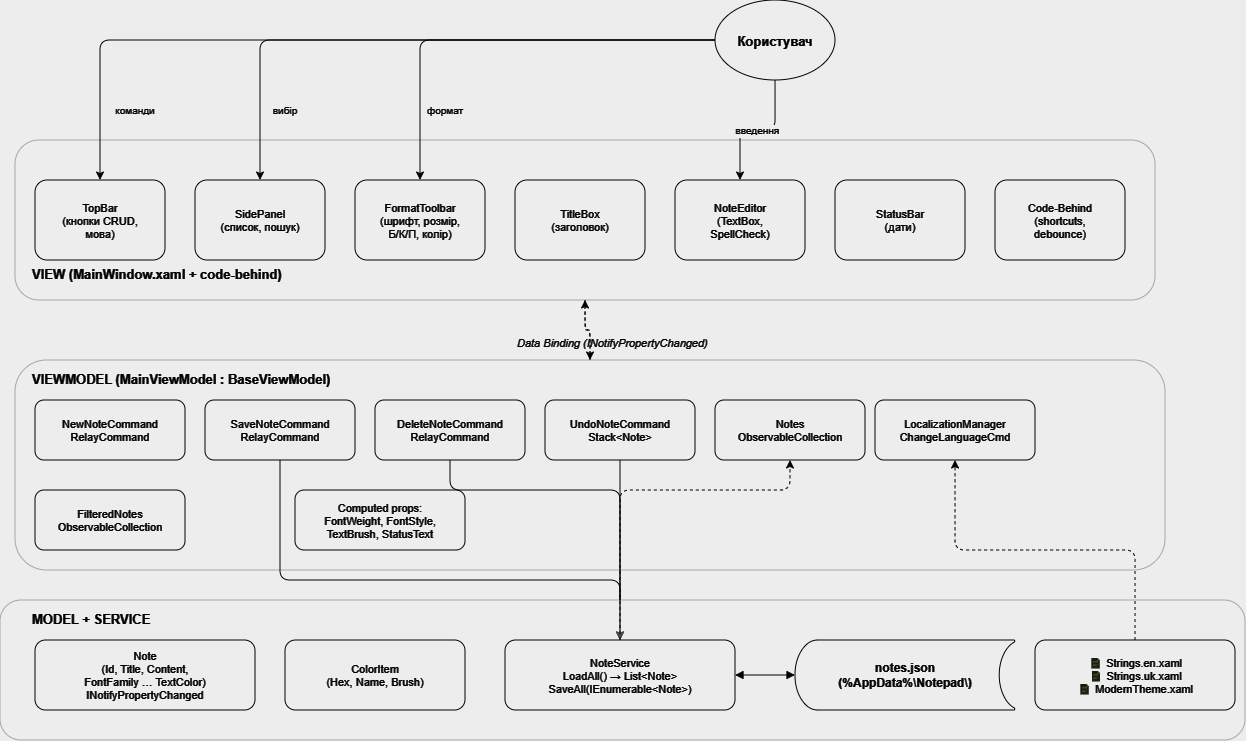 Користувач
команди
вибір
формат
введення
TopBar
(кнопки CRUD,
мова)
SidePanel
(список, пошук)
FormatToolbar
(шрифт, розмір,
Б/К/П, колір)
TitleBox
(заголовок)
NoteEditor
(TextBox,
SpellCheck)
StatusBar
(дати)
Code-Behind
(shortcuts,
debounce)
VIEW (MainWindow.xaml + code-behind)
Data Binding (INotifyPropertyChanged)
VIEWMODEL (MainViewModel : BaseViewModel)
NewNoteCommand
RelayCommand
SaveNoteCommand
RelayCommand
DeleteNoteCommand
RelayCommand
UndoNoteCommand
Stack<Note>
Notes
ObservableCollection
LocalizationManager
ChangeLanguageCmd
FilteredNotes
ObservableCollection
Computed props:
FontWeight, FontStyle,
TextBrush, StatusText
MODEL + SERVICE
Note
(Id, Title, Content,
FontFamily … TextColor)
INotifyPropertyChanged
ColorItem
(Hex, Name, Brush)
NoteService
LoadAll() → List<Note>
SaveAll(IEnumerable<Note>)
notes.json
(%AppData%\Notepad\)
Strings.en.xaml
Strings.uk.xaml
ModernTheme.xaml